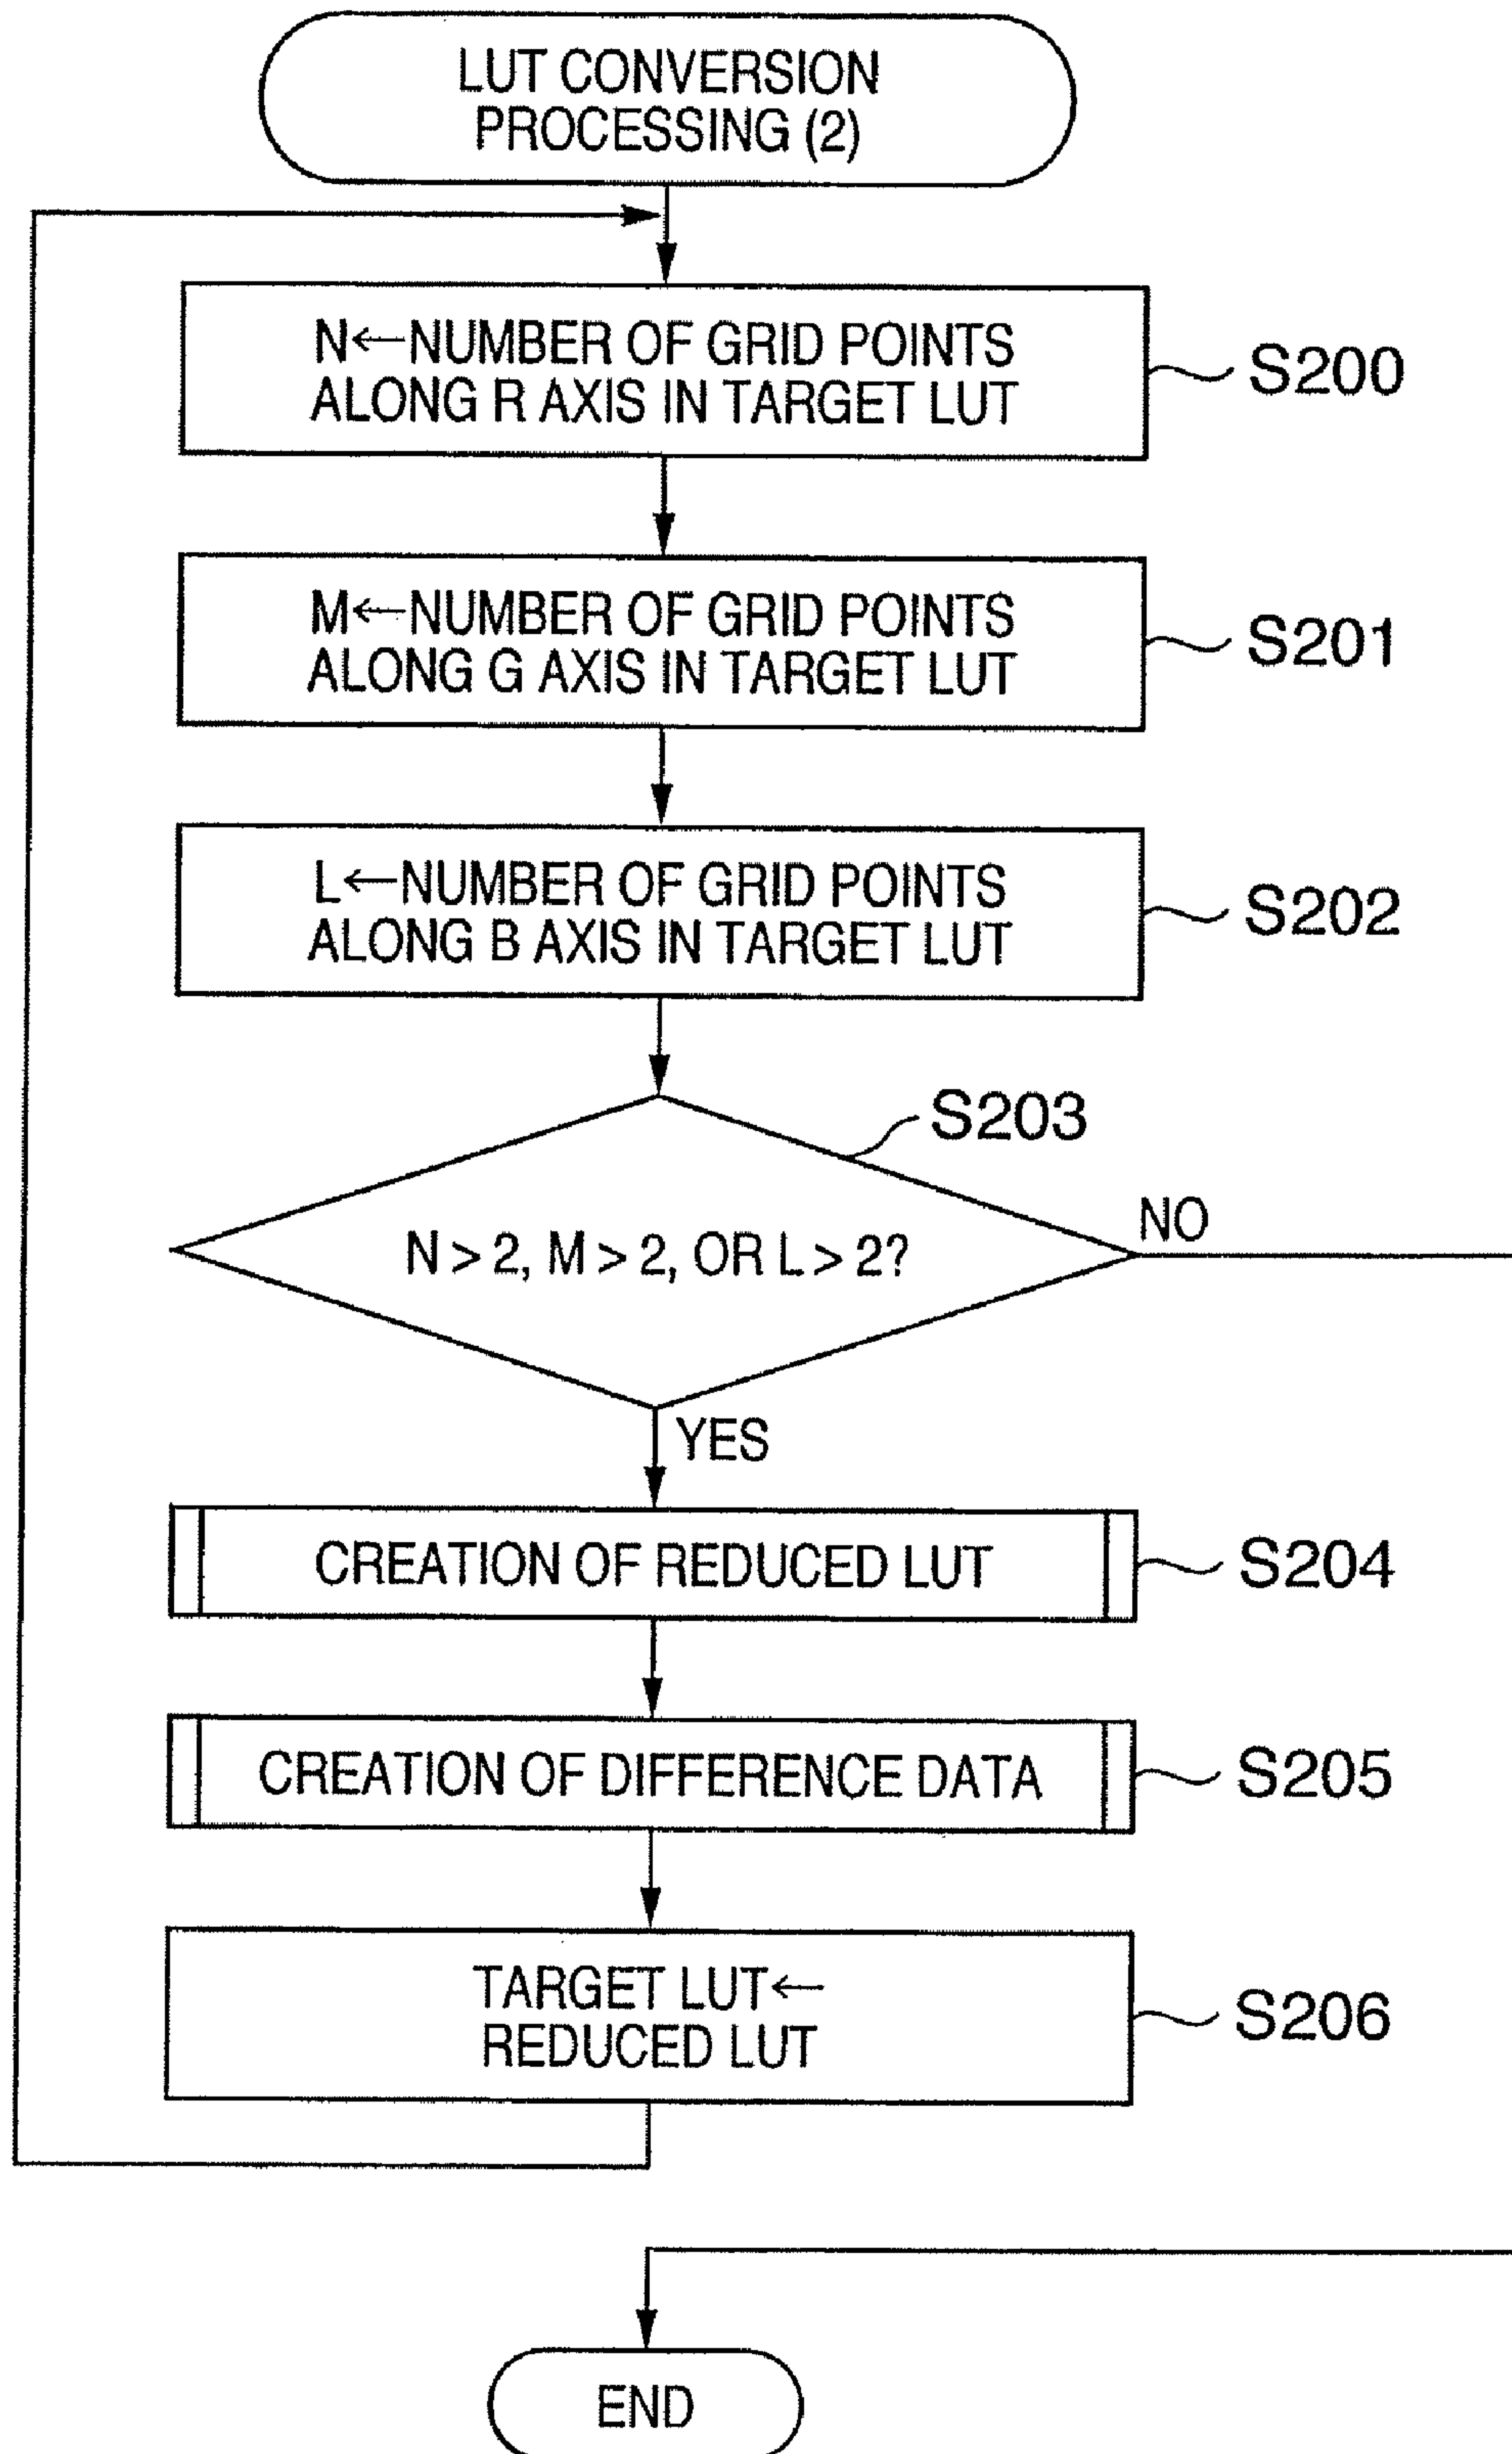 LUT CONVERSION
PROCESSING (2)
N←NUMBER OF GRID POINTS
ALONG R AXIS IN TARGET LUT
S200
M←NUMBER OF GRID POINTS
ALONG G AXIS IN TARGET LUT
S201
L←NUMBER OF GRID POINTS
ALONG B AXIS IN TARGET LUT
S202
S203
N > 2, M > 2, OR L > 2?
NO
YES
CREATION OF REDUCED LUT
S204
CREATION OF DIFFERENCE DATA
S205
TARGET LUT←
REDUCED LUT
S206
END